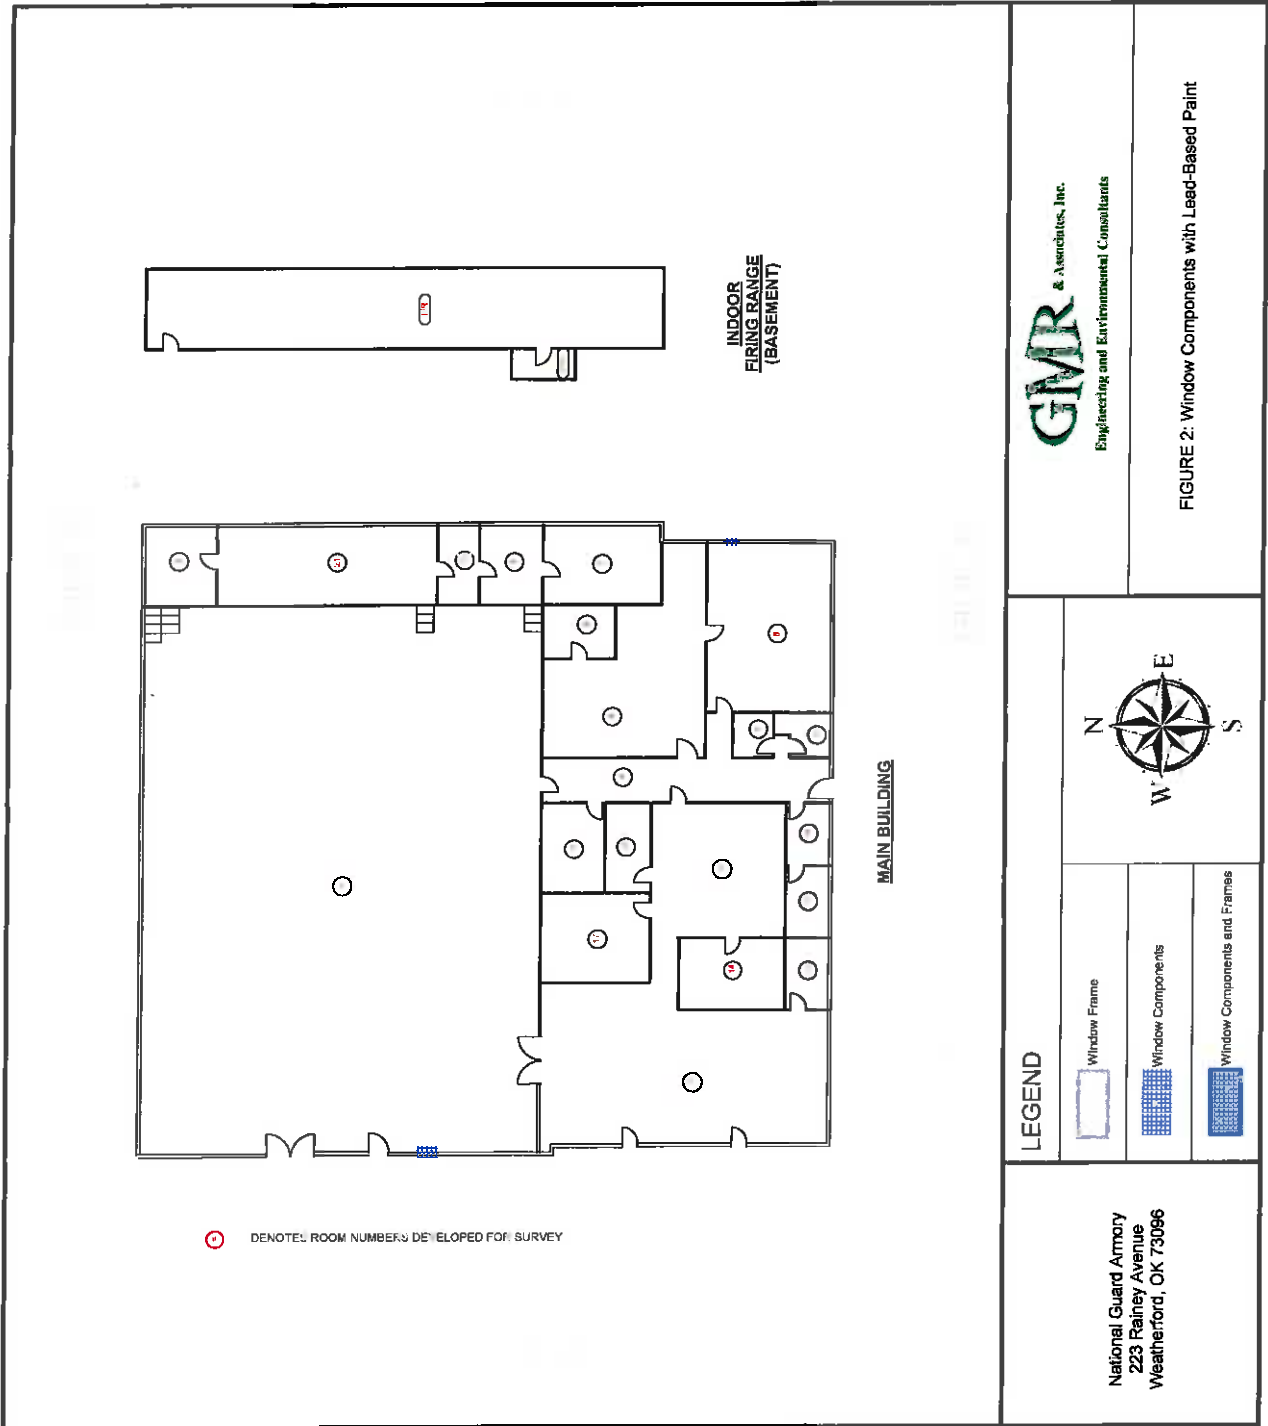 INDOOR
FIRING RANGE
(BASEMENT)
MAIN BUILDING
14
DENOTES ROOM NUMBERS DEVELOPED FOR SURVEY
GMR & Associates, Inc.
Engineering and Environmental Consultants
FIGURE 2: Window Components with Lead-Based Paint
N
E
S
W
LEGEND
Window Frame
Window Components
Window Components and Frames
National Guard Armory
223 Rainey Avenue
Weatherford, OK 73096